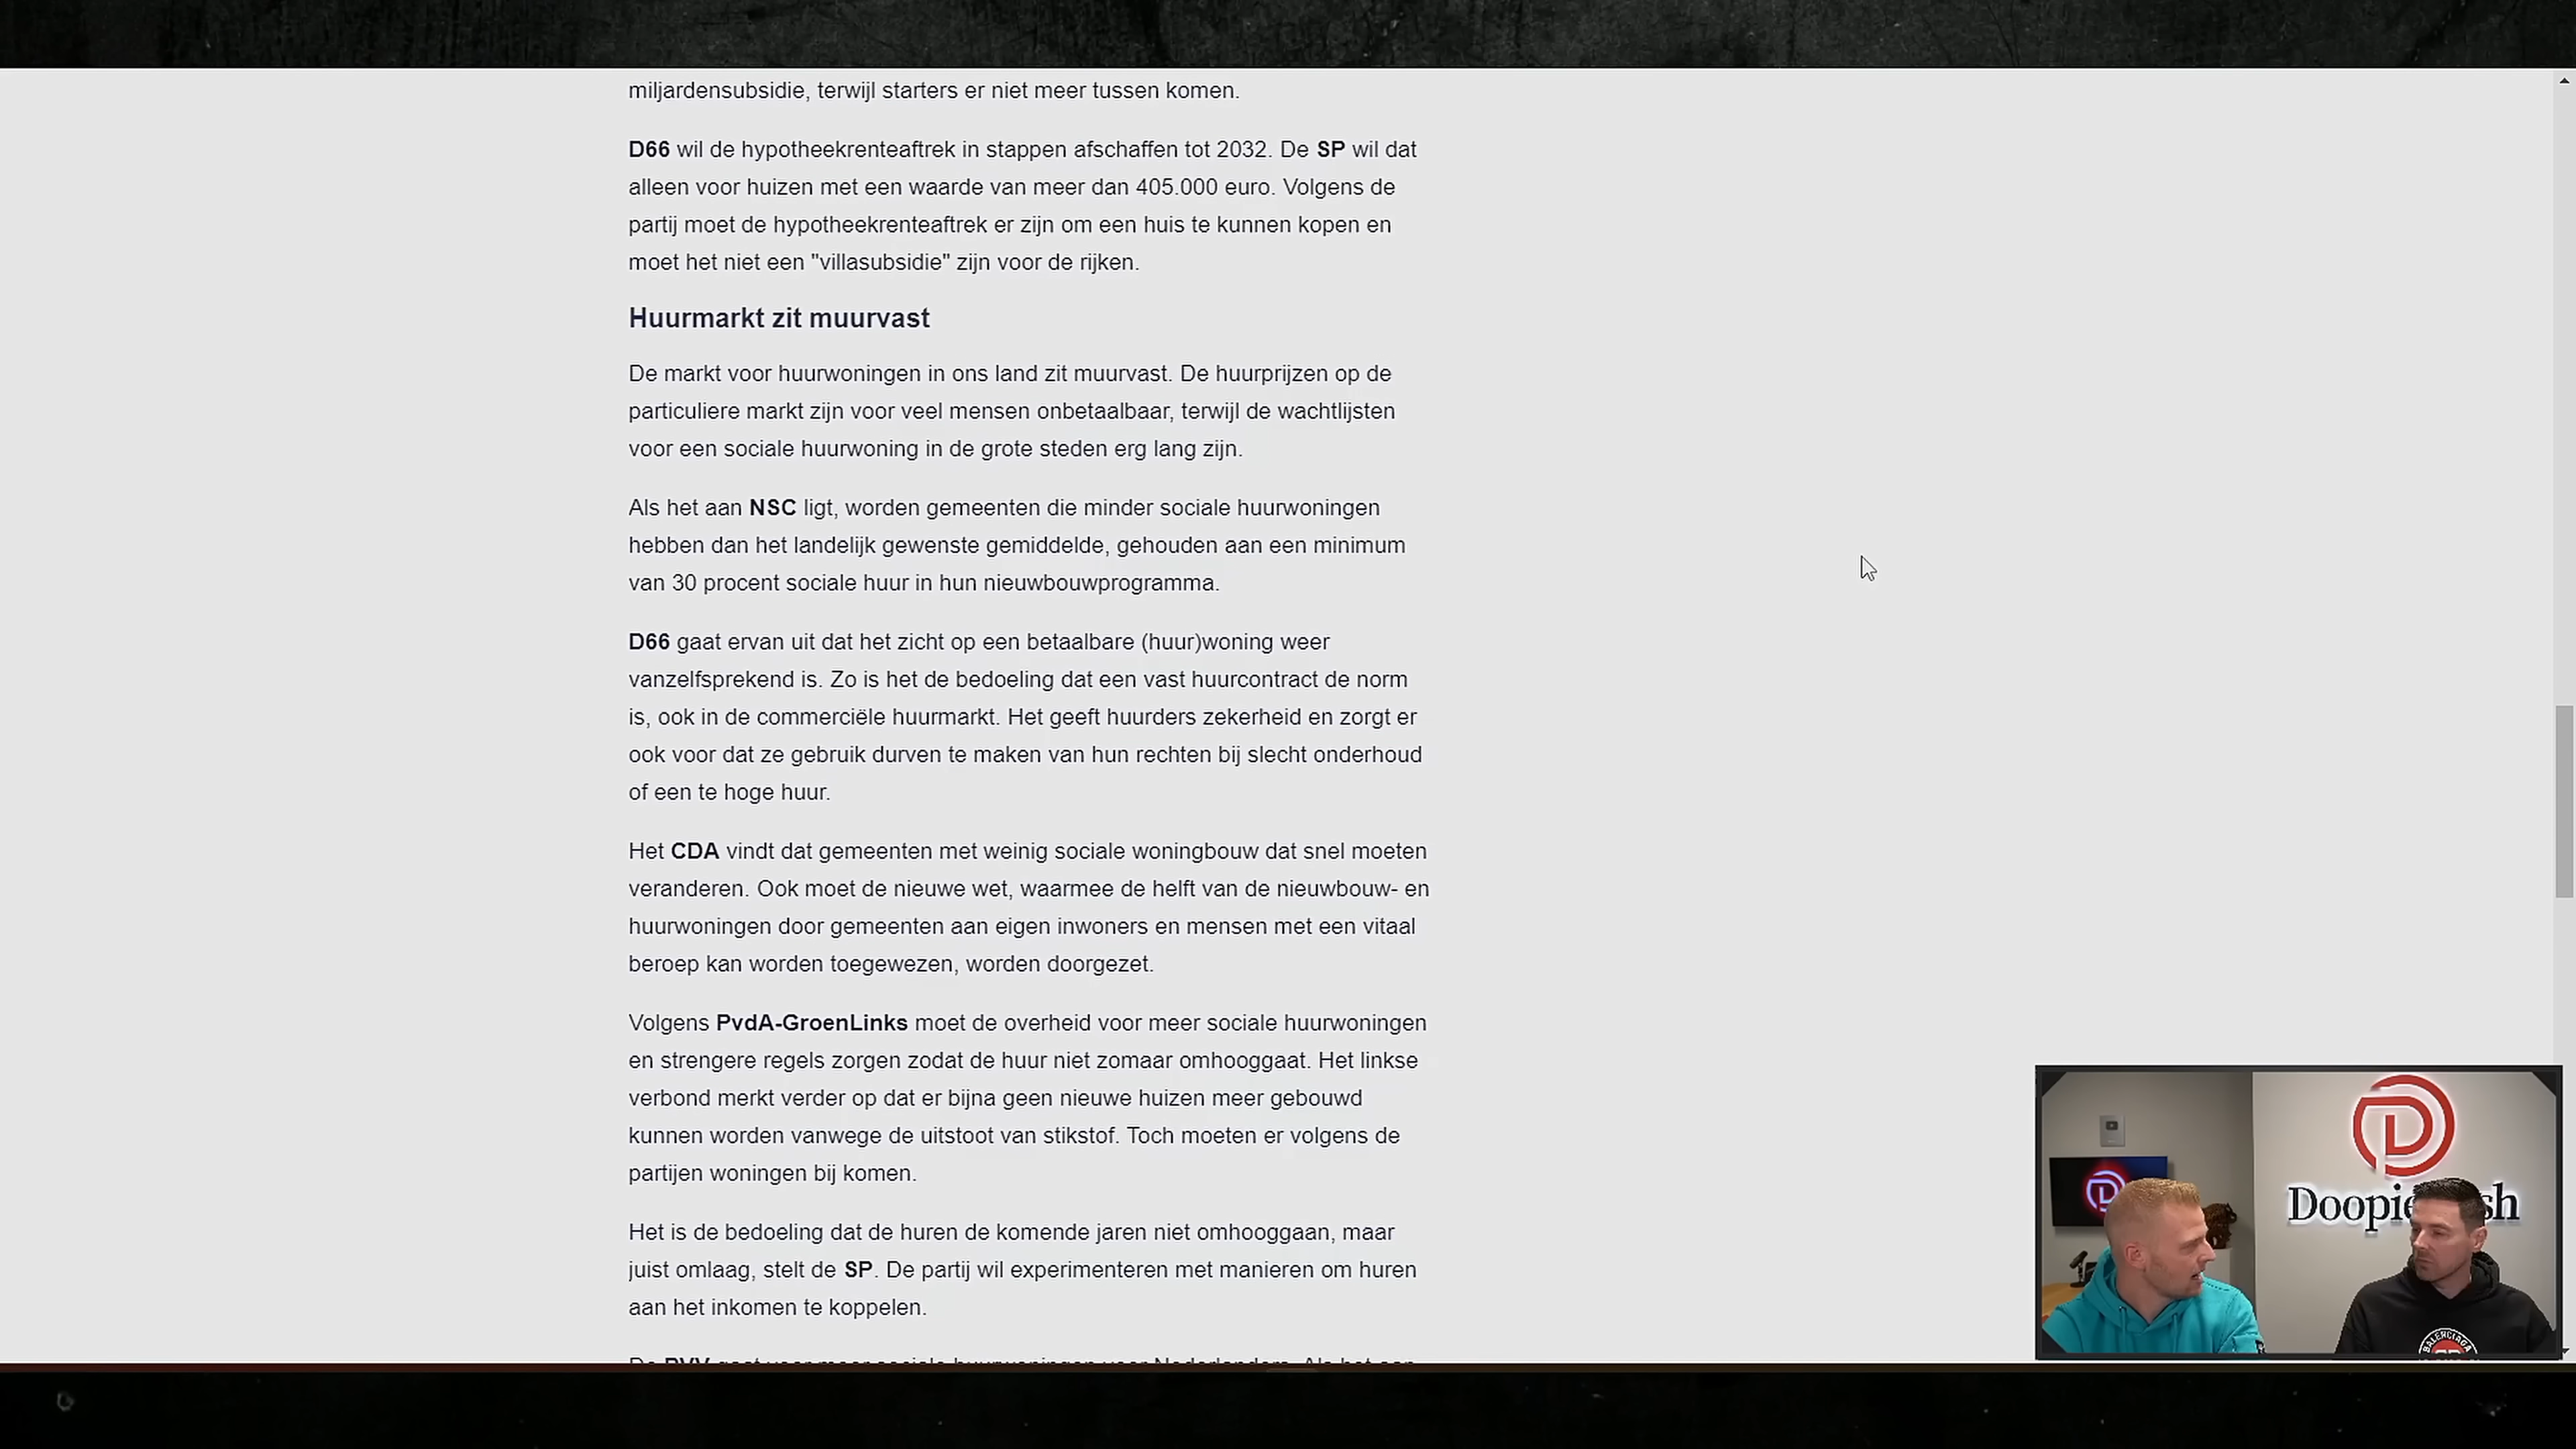 miljardensubsidie, terwijl starters er niet meer tussen komen.
D66 wil de hypotheekrenteaftrek in stappen afschaffen tot 2032. De SP wil dat
alleen voor huizen met een waarde van meer dan 405.000 euro. Volgens de
partij moet de hypotheekrenteaftrek er zijn om een huis te kunnen kopen en
moet het niet een "villasubsidie" zijn voor de rijken.
Huurmarkt zit muurvast
De markt voor huurwoningen in ons land zit muurvast. De huurprijzen op de
particuliere markt zijn voor veel mensen onbetaalbaar, terwijl de wachtlijsten
voor een sociale huurwoning in de grote steden erg lang zijn.
Als het aan NSC ligt, worden gemeenten die minder sociale huurwoningen
hebben dan het landelijk gewenste gemiddelde, gehouden aan een minimum
van 30 procent sociale huur in hun nieuwbouwprogramma.
D66 gaat ervan uit dat het zicht op een betaalbare (huur)woning weer
vanzelfsprekend is. Zo is het de bedoeling dat een vast huurcontract de norm
is, ook in de commerciële huurmarkt. Het geeft huurders zekerheid en zorgt er
ook voor dat ze gebruik durven te maken van hun rechten bij slecht onderhoud
of een te hoge huur.
Het CDA vindt dat gemeenten met weinig sociale woningbouw dat snel moeten
veranderen. Ook moet de nieuwe wet, waarmee de helft van de nieuwbouw- en
huurwoningen door gemeenten aan eigen inwoners en mensen met een vitaal
beroep kan worden toegewezen, worden doorgezet.
Volgens PvdA-GroenLinks moet de overheid voor meer sociale huurwoningen
en strengere regels zorgen zodat de huur niet zomaar omhooggaat. Het linkse
verbond merkt verder op dat er bijna geen nieuwe huizen meer gebouwd
kunnen worden vanwege de uitstoot van stikstof. Toch moeten er volgens de
partijen woningen bij komen.
Het is de bedoeling dat de huren de komende jaren niet omhooggaan, maar
juist omlaag, stelt de SP. De partij wil experimenteren met manieren om huren
aan het inkomen te koppelen.
De PVV gaat voor meer sociale huurwoningen voor Nederlanders. Als het aan
BALENCIAGA